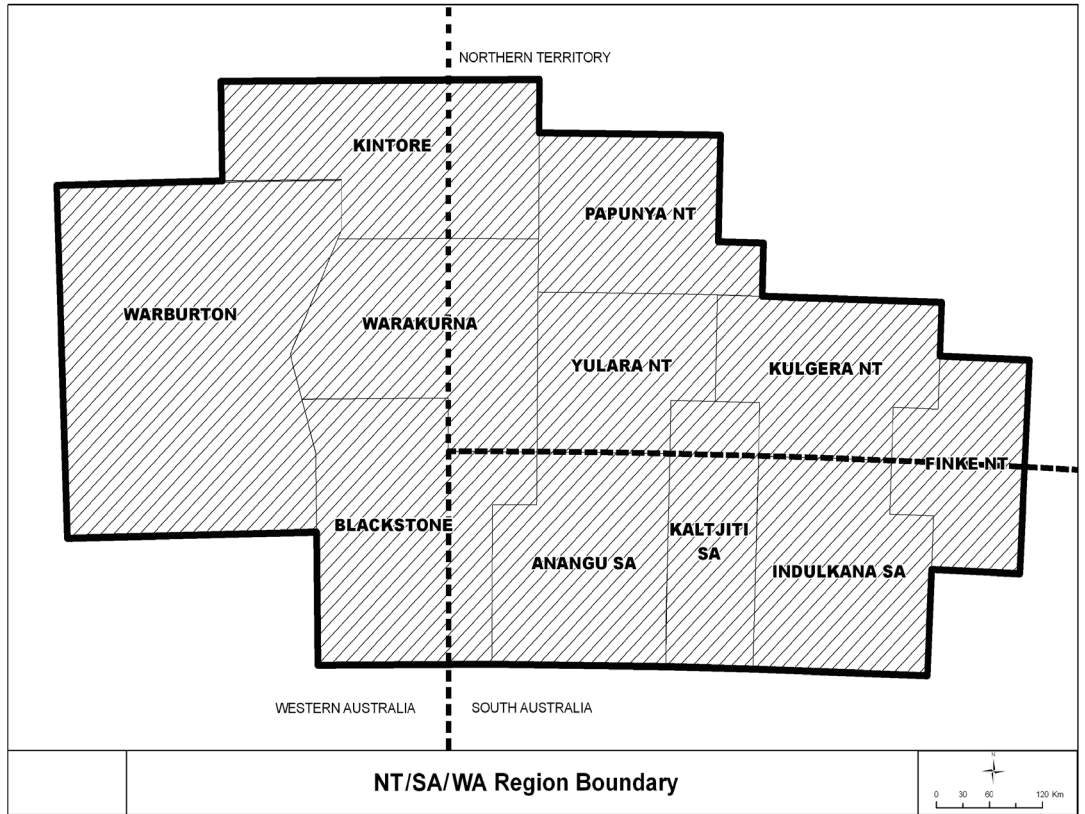 NORTHERN TERRITORY
KINTORE
PAPUNYA NT
WARBURTON
WARAKURNA
YULARA NT
KULGERA NT
FINKE NT
BLACKSTONE
ANANGU SA
KALTJITI
SA
INDULKANA SA
WESTERN AUSTRALIA
SOUTH AUSTRALIA
NT/SA/WA Region Boundary
N
0 30 60 120 Km